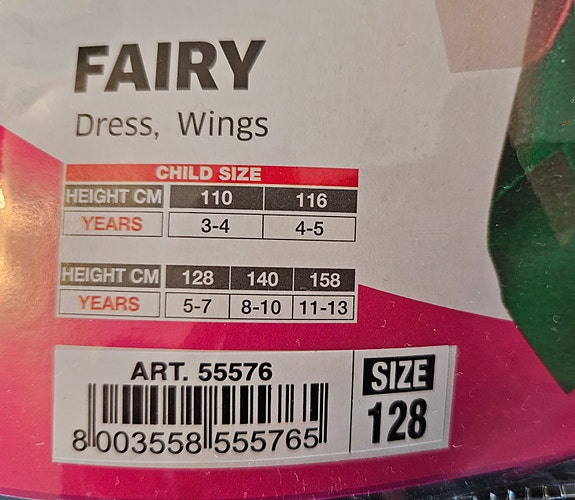 FAIRY
Dress, Wings
CHILD SIZE
HEIGHT CM 110 116
YEARS 3-4 4-5
HEIGHT CM 128 140 158
YEARS 5-7 8-10 11-13
ART. 55576
8 003558 555765
SIZE
128